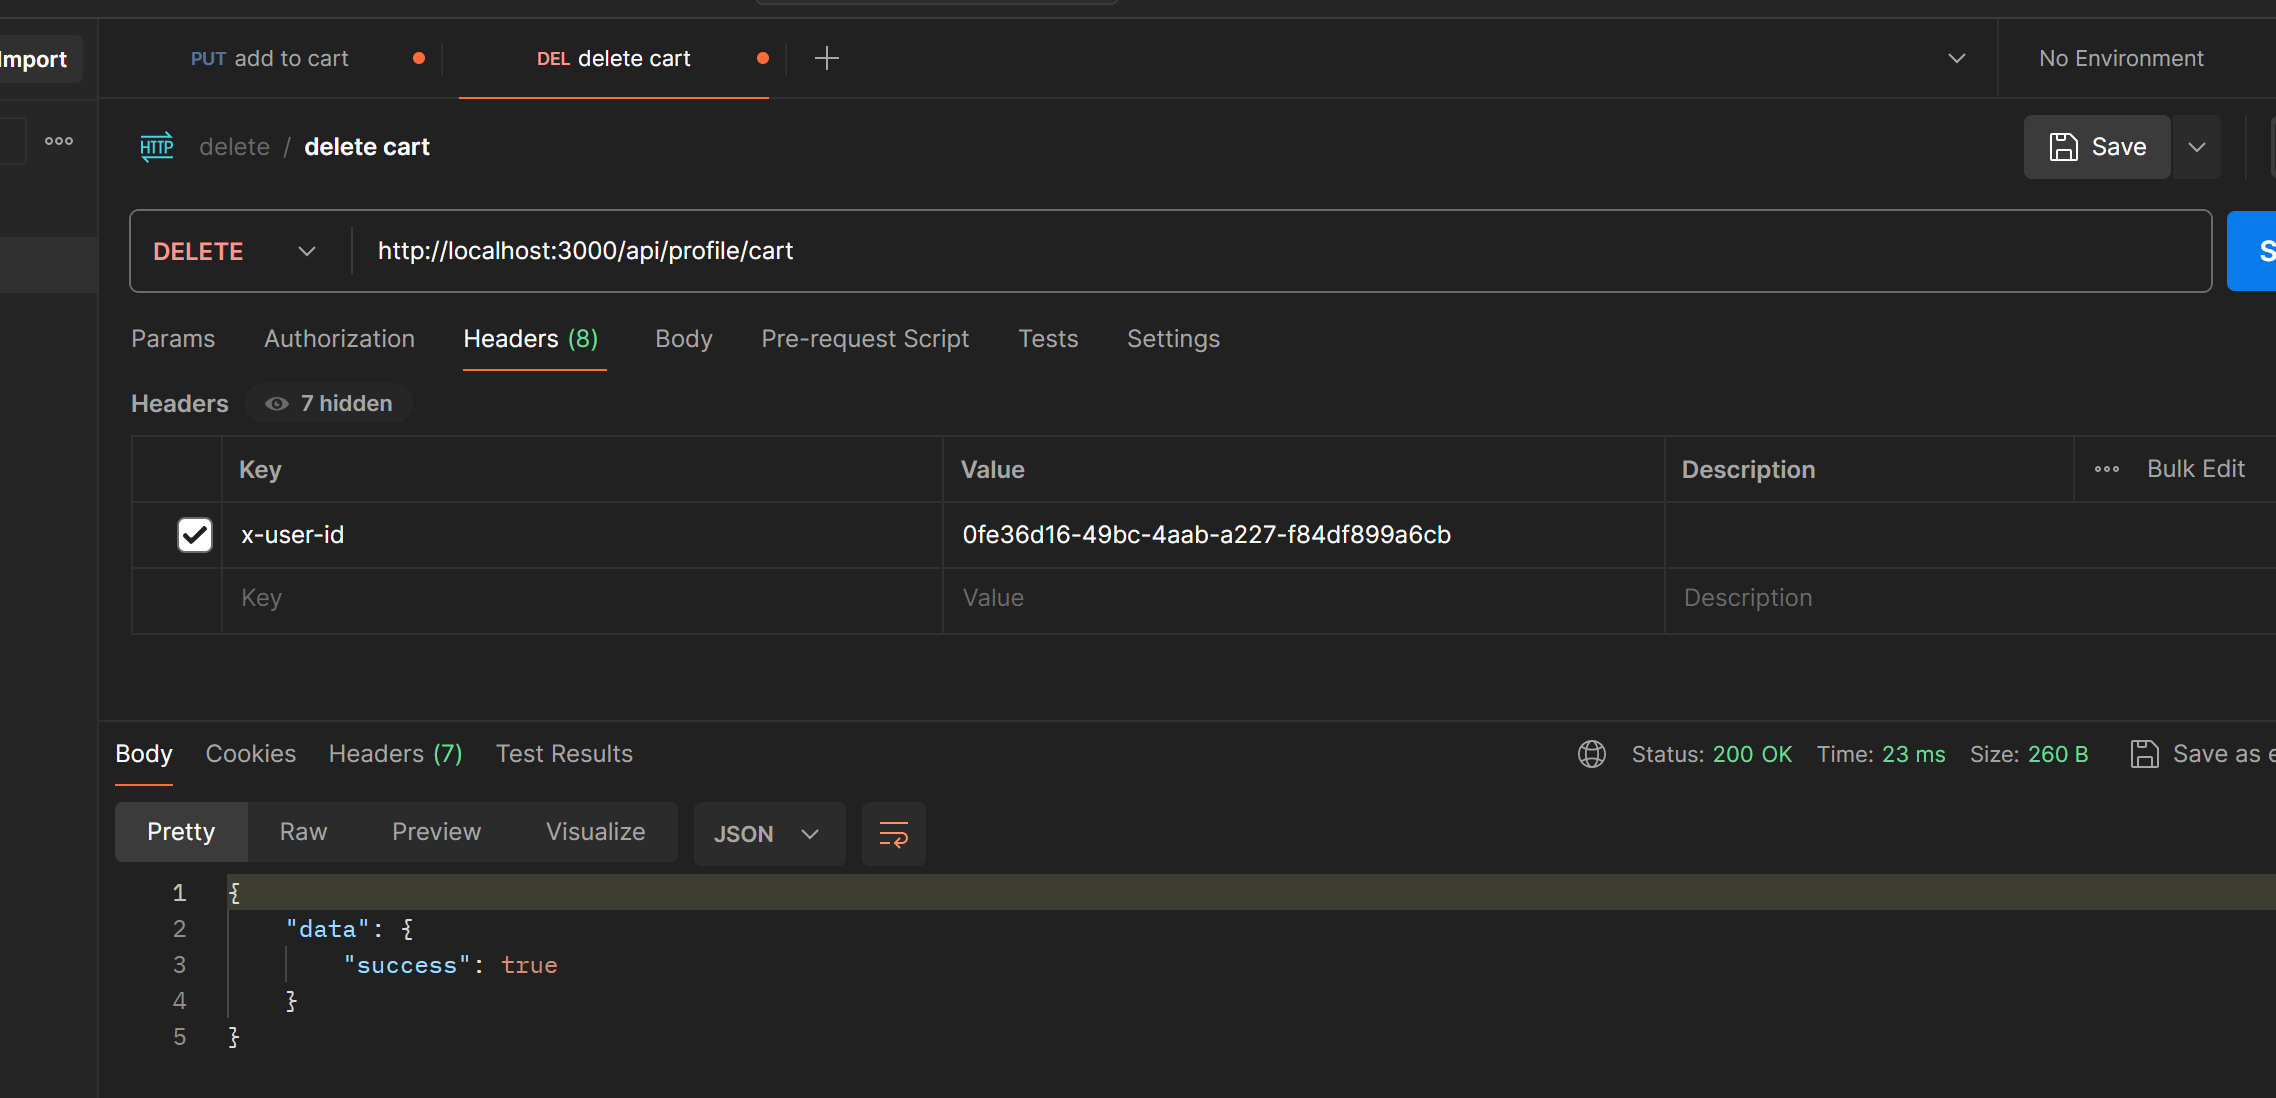 Import
PUT add to cart
DEL delete cart
No Environment
HTTP delete / delete cart
Save
DELETE http://localhost:3000/api/profile/cart
Params Authorization Headers (8) Body Pre-request Script Tests Settings
Headers 7 hidden
Key Value Description Bulk Edit
x-user-id 0fe36d16-49bc-4aab-a227-f84df899a6cb
Key Value Description
Body Cookies Headers (7) Test Results Status: 200 OK Time: 23 ms Size: 260 B Save as e
Pretty Raw Preview Visualize JSON
1 {
2 "data": {
3 "success": true
4 }
5 }